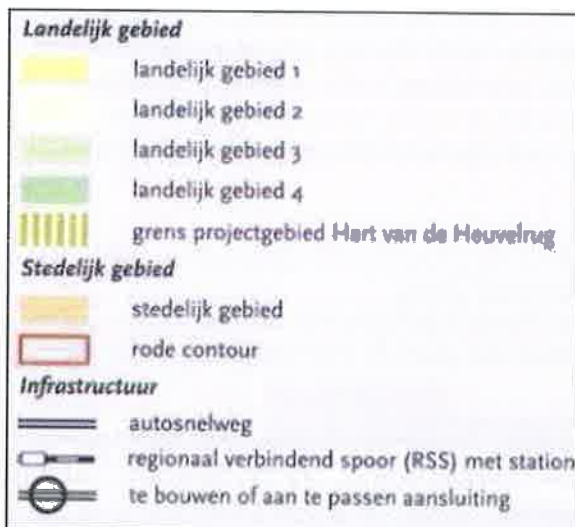 Landelijk gebied
landelijk gebied 1
landelijk gebied 2
landelijk gebied 3
landelijk gebied 4
grens projectgebied Hart van de Heuvelrug
Stedelijk gebied
stedelijk gebied
rode contour
Infrastructuur
autosnelweg
regionaal verbindend spoor (RSS) met station
te bouwen of aan te passen aansluiting